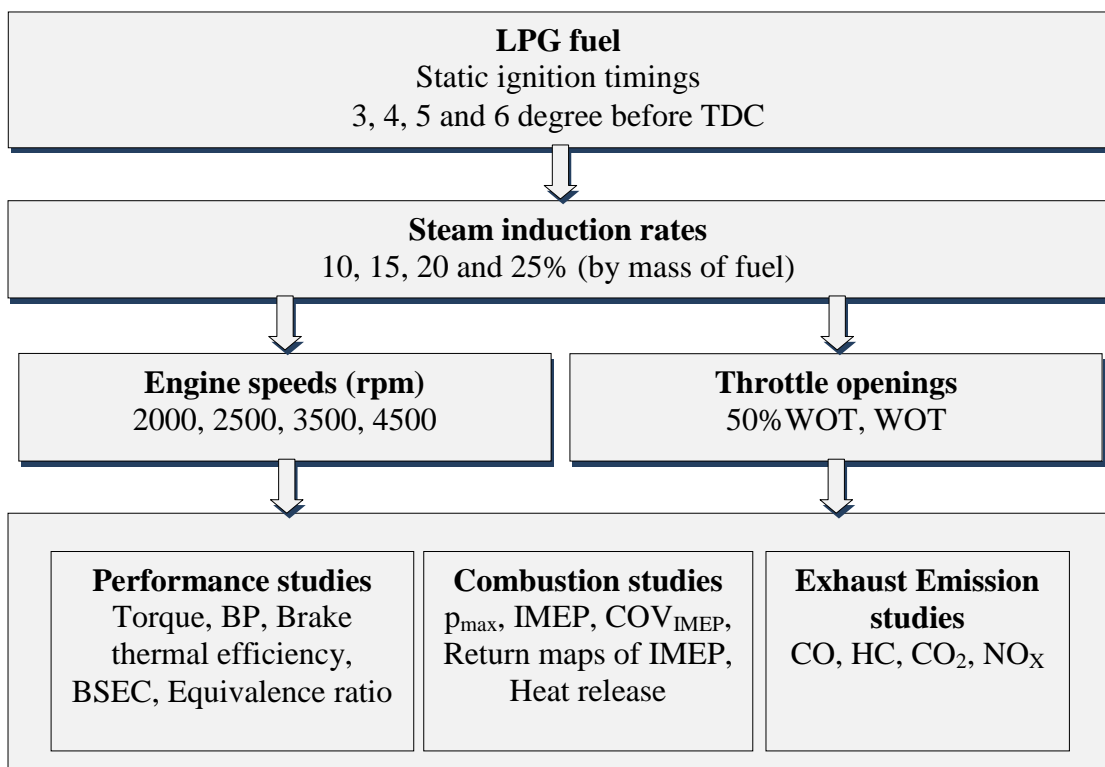 LPG fuel
Static ignition timings
3, 4, 5 and 6 degree before TDC
Steam induction rates
10, 15, 20 and 25% (by mass of fuel)
Engine speeds (rpm)
2000, 2500, 3500, 4500
Throttle openings
50%WOT, WOT
Performance studies
Torque, BP, Brake
thermal efficiency,
BSEC, Equivalence ratio
Combustion studies
pmax, IMEP, COVIMEP,
Return maps of IMEP,
Heat release
Exhaust Emission
studies
CO, HC, CO2, NOX